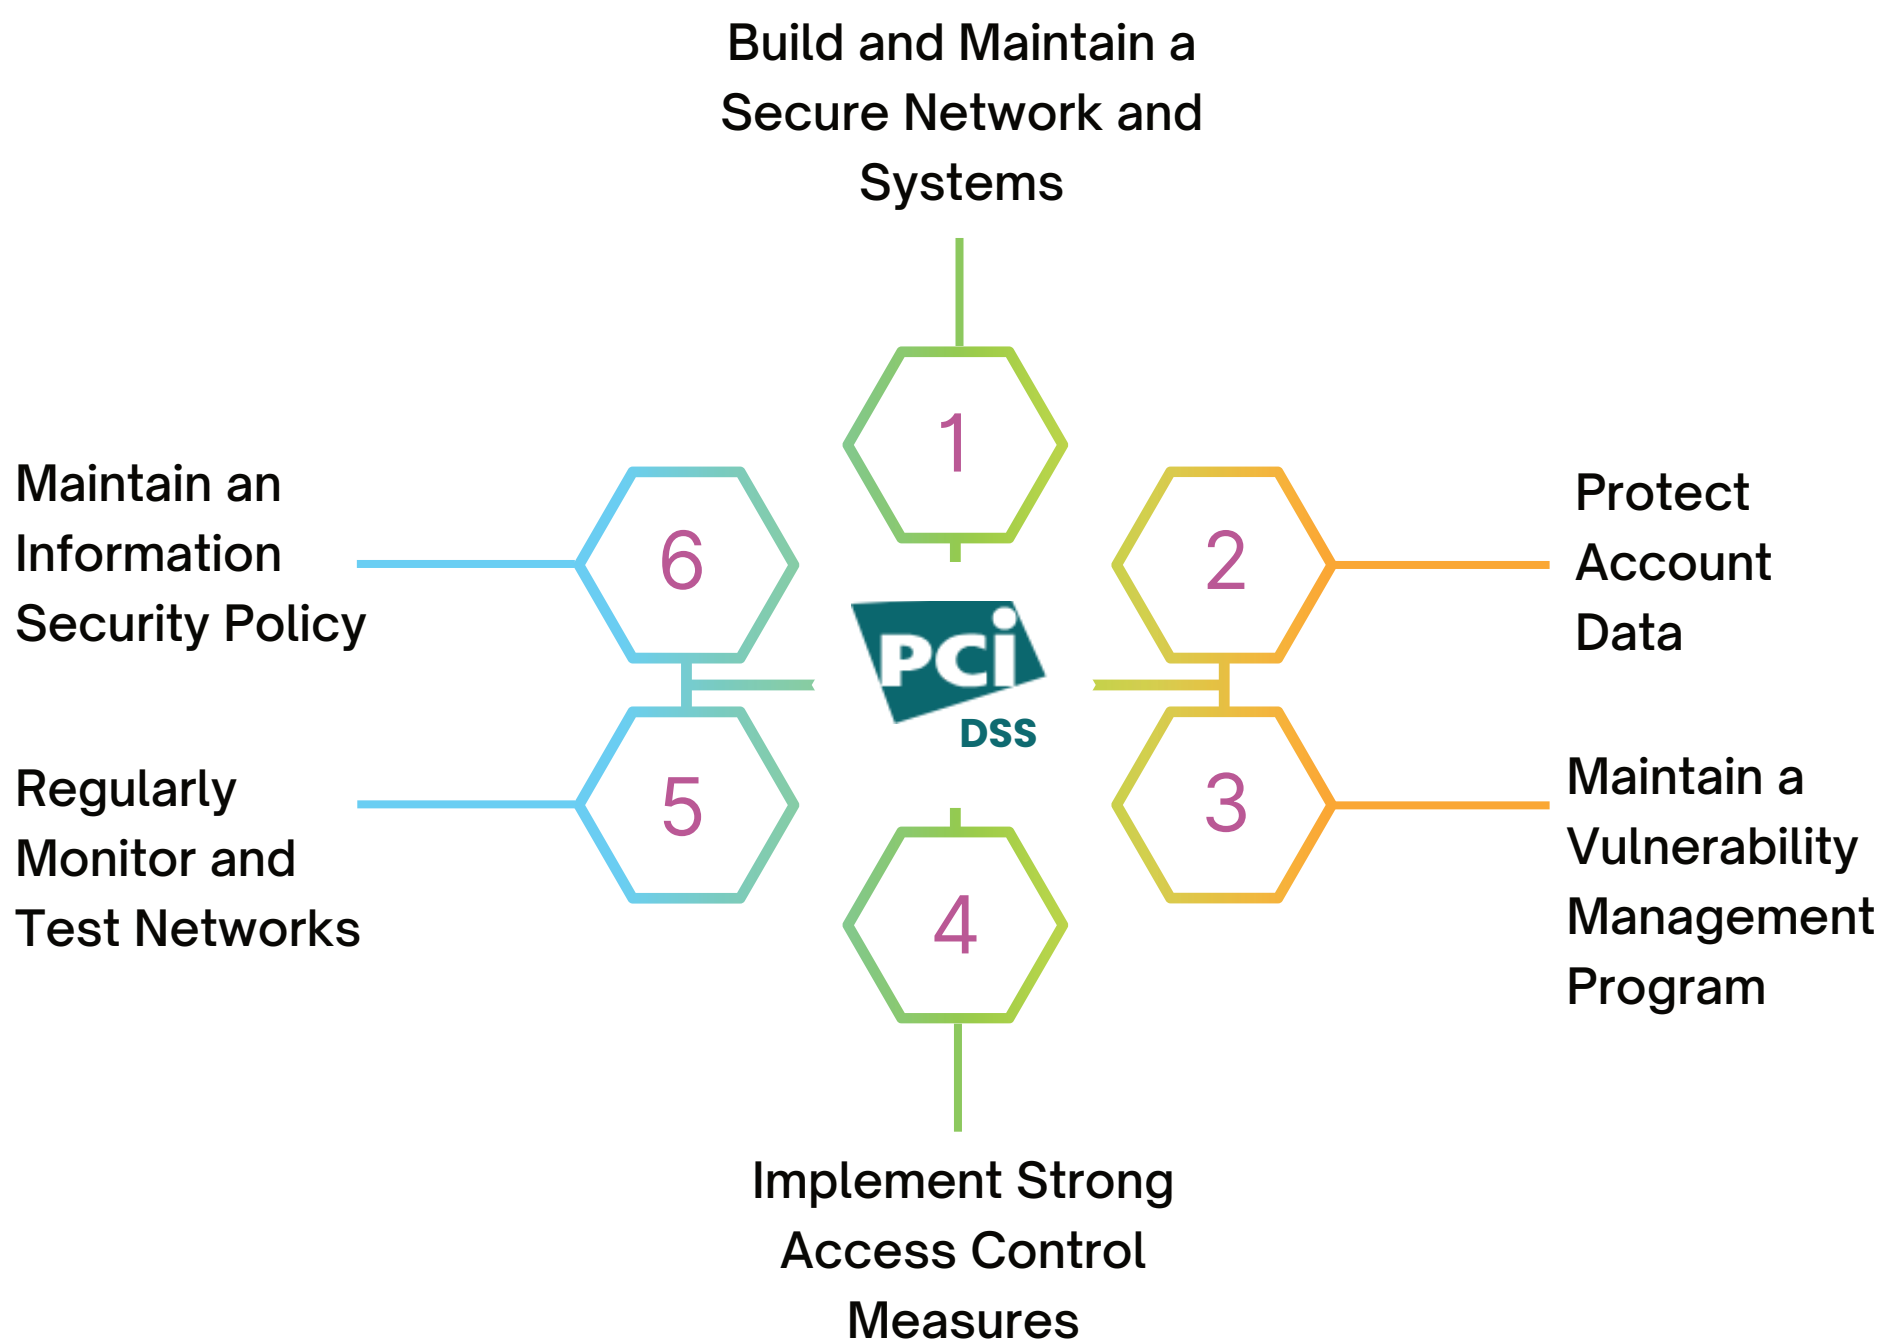 Build and Maintain a
Secure Network and
Systems
1
Maintain an
Information
Security Policy
6
2
Protect
Account
Data
PCi
DSS
Regularly
Monitor and
Test Networks
5
3
Maintain a
Vulnerability
Management
Program
4
Implement Strong
Access Control
Measures